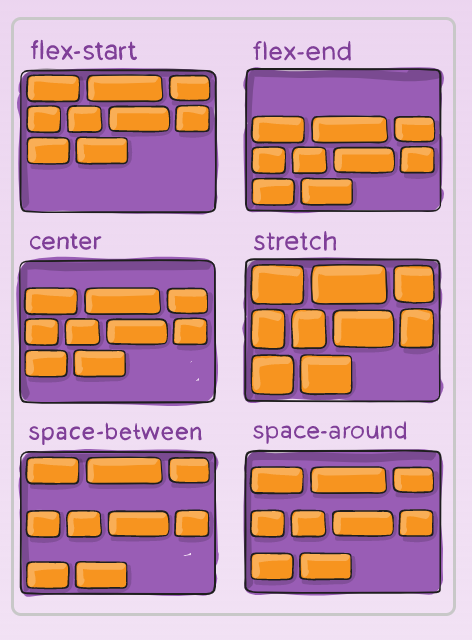 flex-start
flex-end
center
stretch
space-between
space-around